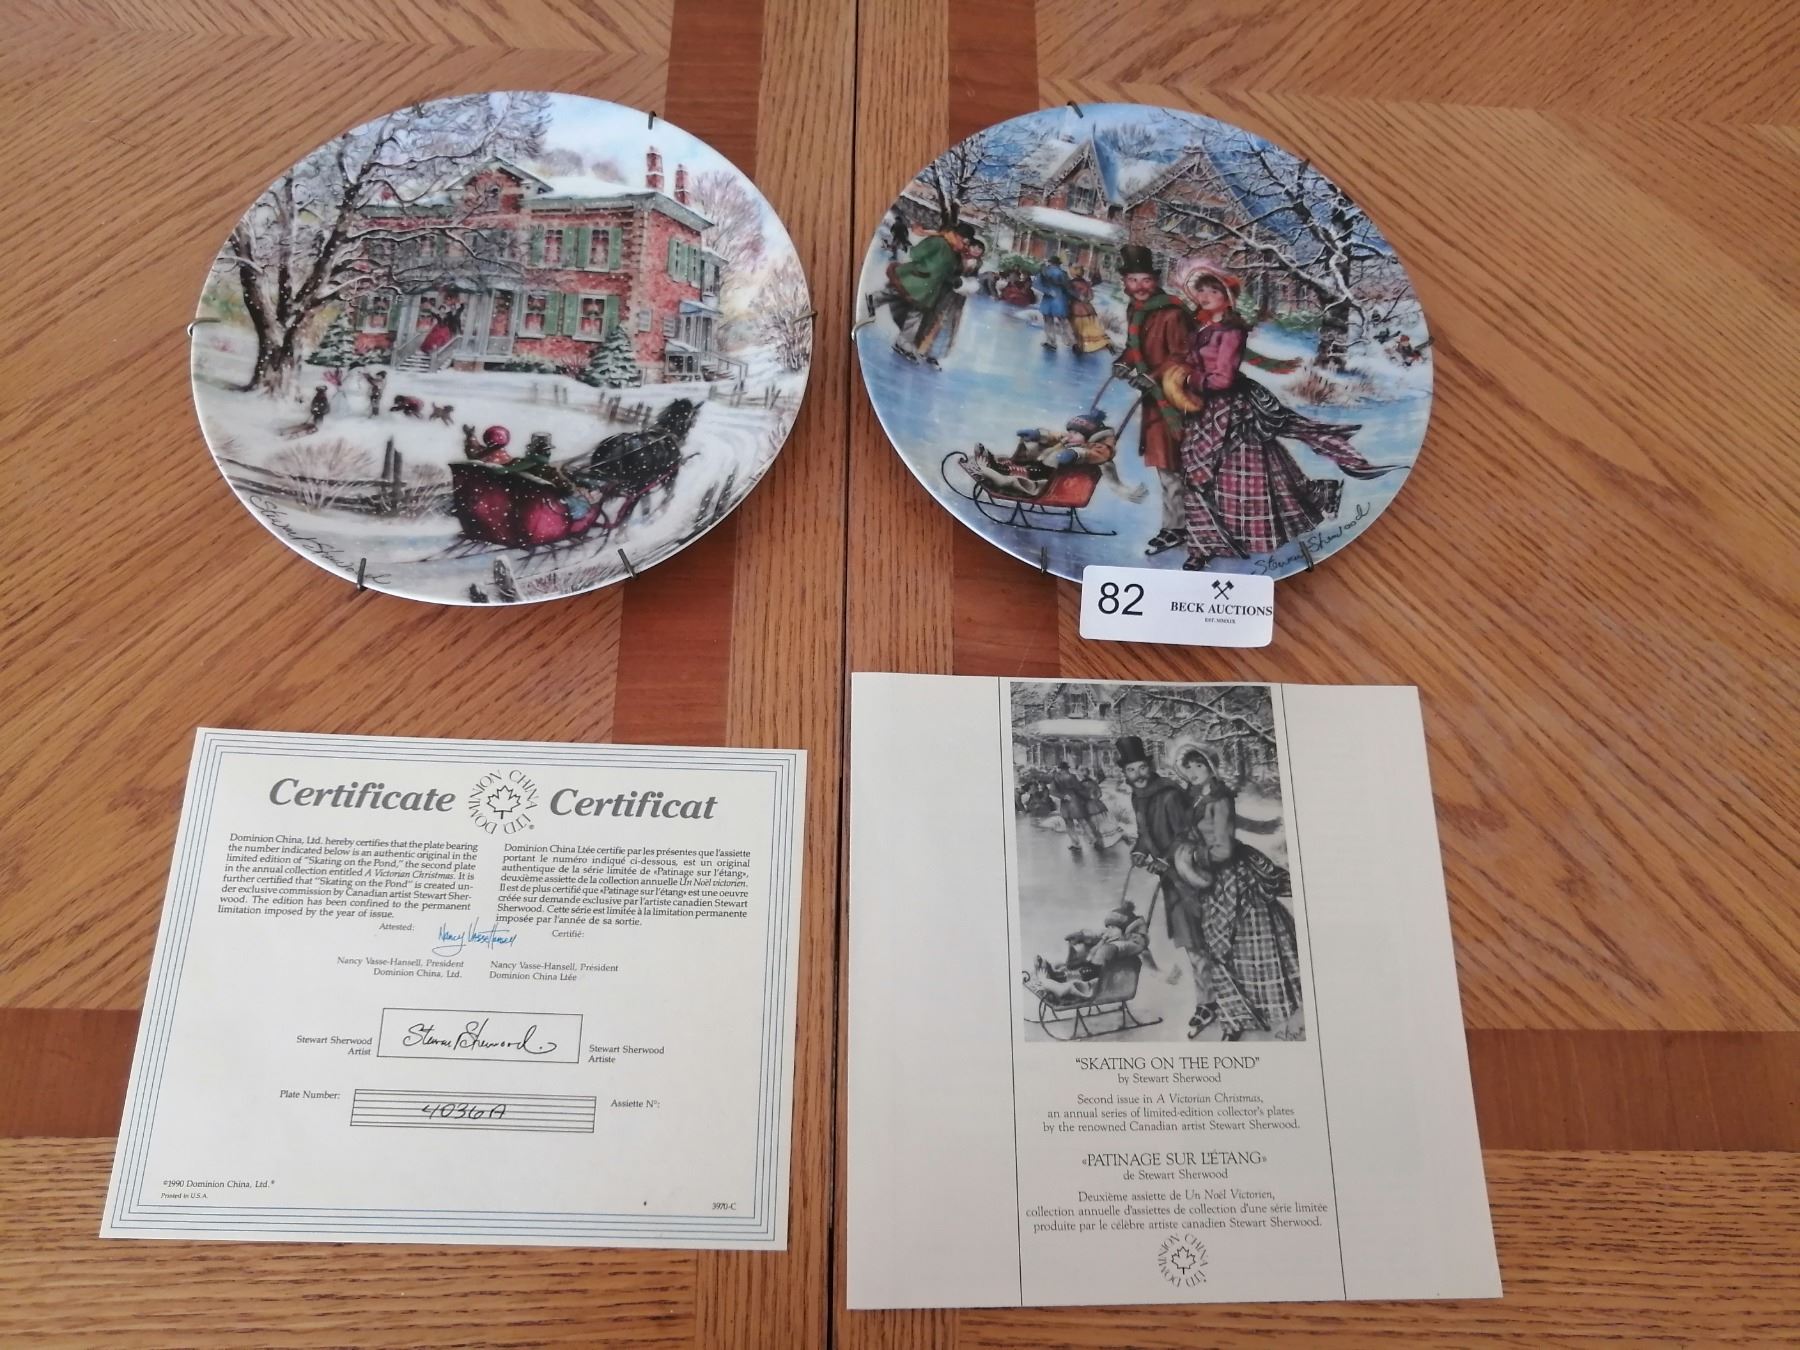 Stewart Sherwood
Stewart Sherwood
82
BECK AUCTIONS
EST. MMXIX
Certificate
DOMINION CHINA LTD.®
Certificat
Dominion China, Ltd. hereby certifies that the plate bearing
the number indicated below is an authentic original in the
limited edition of "Skating on the Pond," the second plate
in the annual collection entitled A Victorian Christmas. It is
further certified that "Skating on the Pond" is created un-
der exclusive commission by Canadian artist Stewart Sher-
wood. The edition has been confined to the permanent
limitation imposed by the year of issue.
Dominion China Ltée certifie par les présentes que l'assiette
portant le numéro indiqué ci-dessous, est un original
authentique de la série limitée de «Patinage sur l'étang»,
deuxième assiette de la collection annuelle Un Noël victorien.
Il est de plus certifié que «Patinage sur l'étang» est une oeuvre
créée sur demande exclusive par l'artiste canadien Stewart
Sherwood. Cette série est limitée à la limitation permanente
imposée par l'année de sa sortie.
Attested:
Nancy Vasse-Hansell
Certifié:
Nancy Vasse-Hansell, President
Dominion China, Ltd.
Nancy Vasse-Hansell, Président
Dominion China Ltée
Stewart Sherwood
Artist
Stewart Sherwood
Stewart Sherwood
Artiste
Plate Number:
4036A
Assiette N°:
©1990 Dominion China, Ltd.®
Printed in U.S.A.
3970-C
"SKATING ON THE POND"
by Stewart Sherwood
Second issue in A Victorian Christmas,
an annual series of limited-edition collector's plates
by the renowned Canadian artist Stewart Sherwood.
«PATINAGE SUR L'ÉTANG»
de Stewart Sherwood
Deuxième assiette de Un Noël Victorien,
collection annuelle d'assiettes de collection d'une série limitée
produite par le célèbre artiste canadien Stewart Sherwood.
DOMINION CHINA LTD.